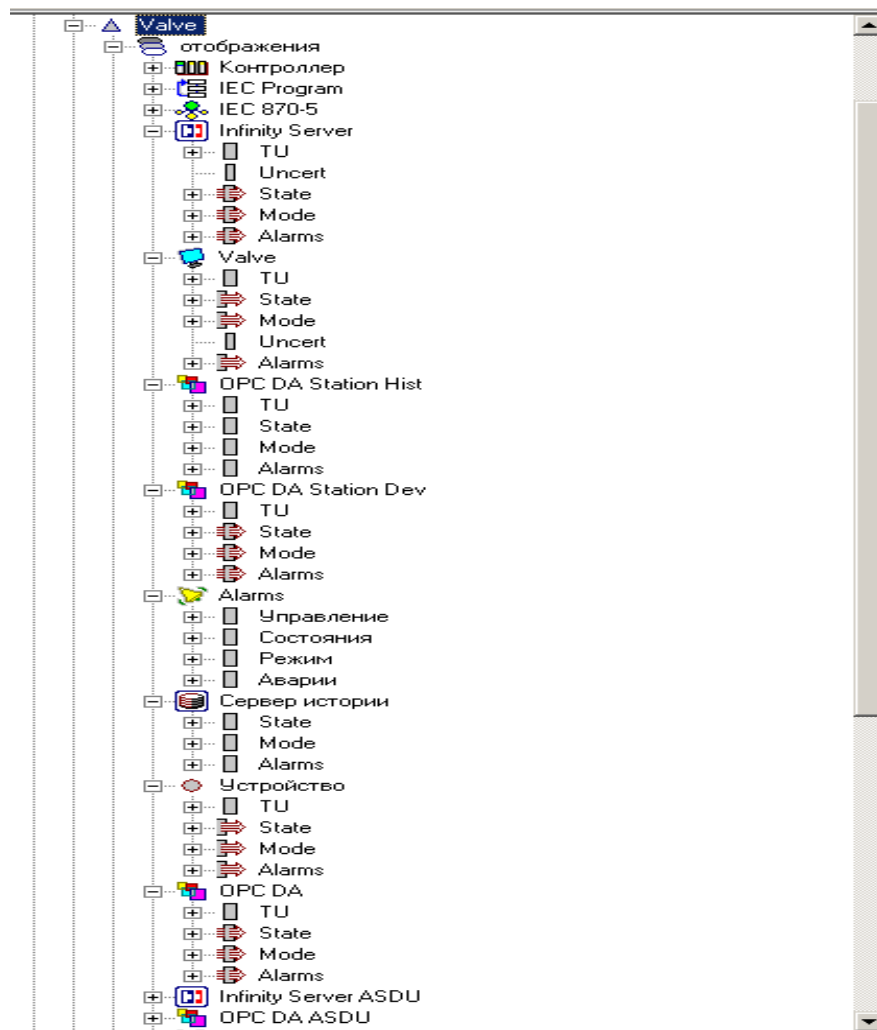 Valve
отображения
Контроллер
IEC Program
IEC 870-5
Infinity Server
TU
Uncert
State
Mode
Alarms
Valve
TU
State
Mode
Uncert
Alarms
OPC DA Station Hist
TU
State
Mode
Alarms
OPC DA Station Dev
TU
State
Mode
Alarms
Alarms
Управление
Состояния
Режим
Аварии
Сервер истории
State
Mode
Alarms
Устройство
TU
State
Mode
Alarms
OPC DA
TU
State
Mode
Alarms
Infinity Server ASDU
OPC DA ASDU